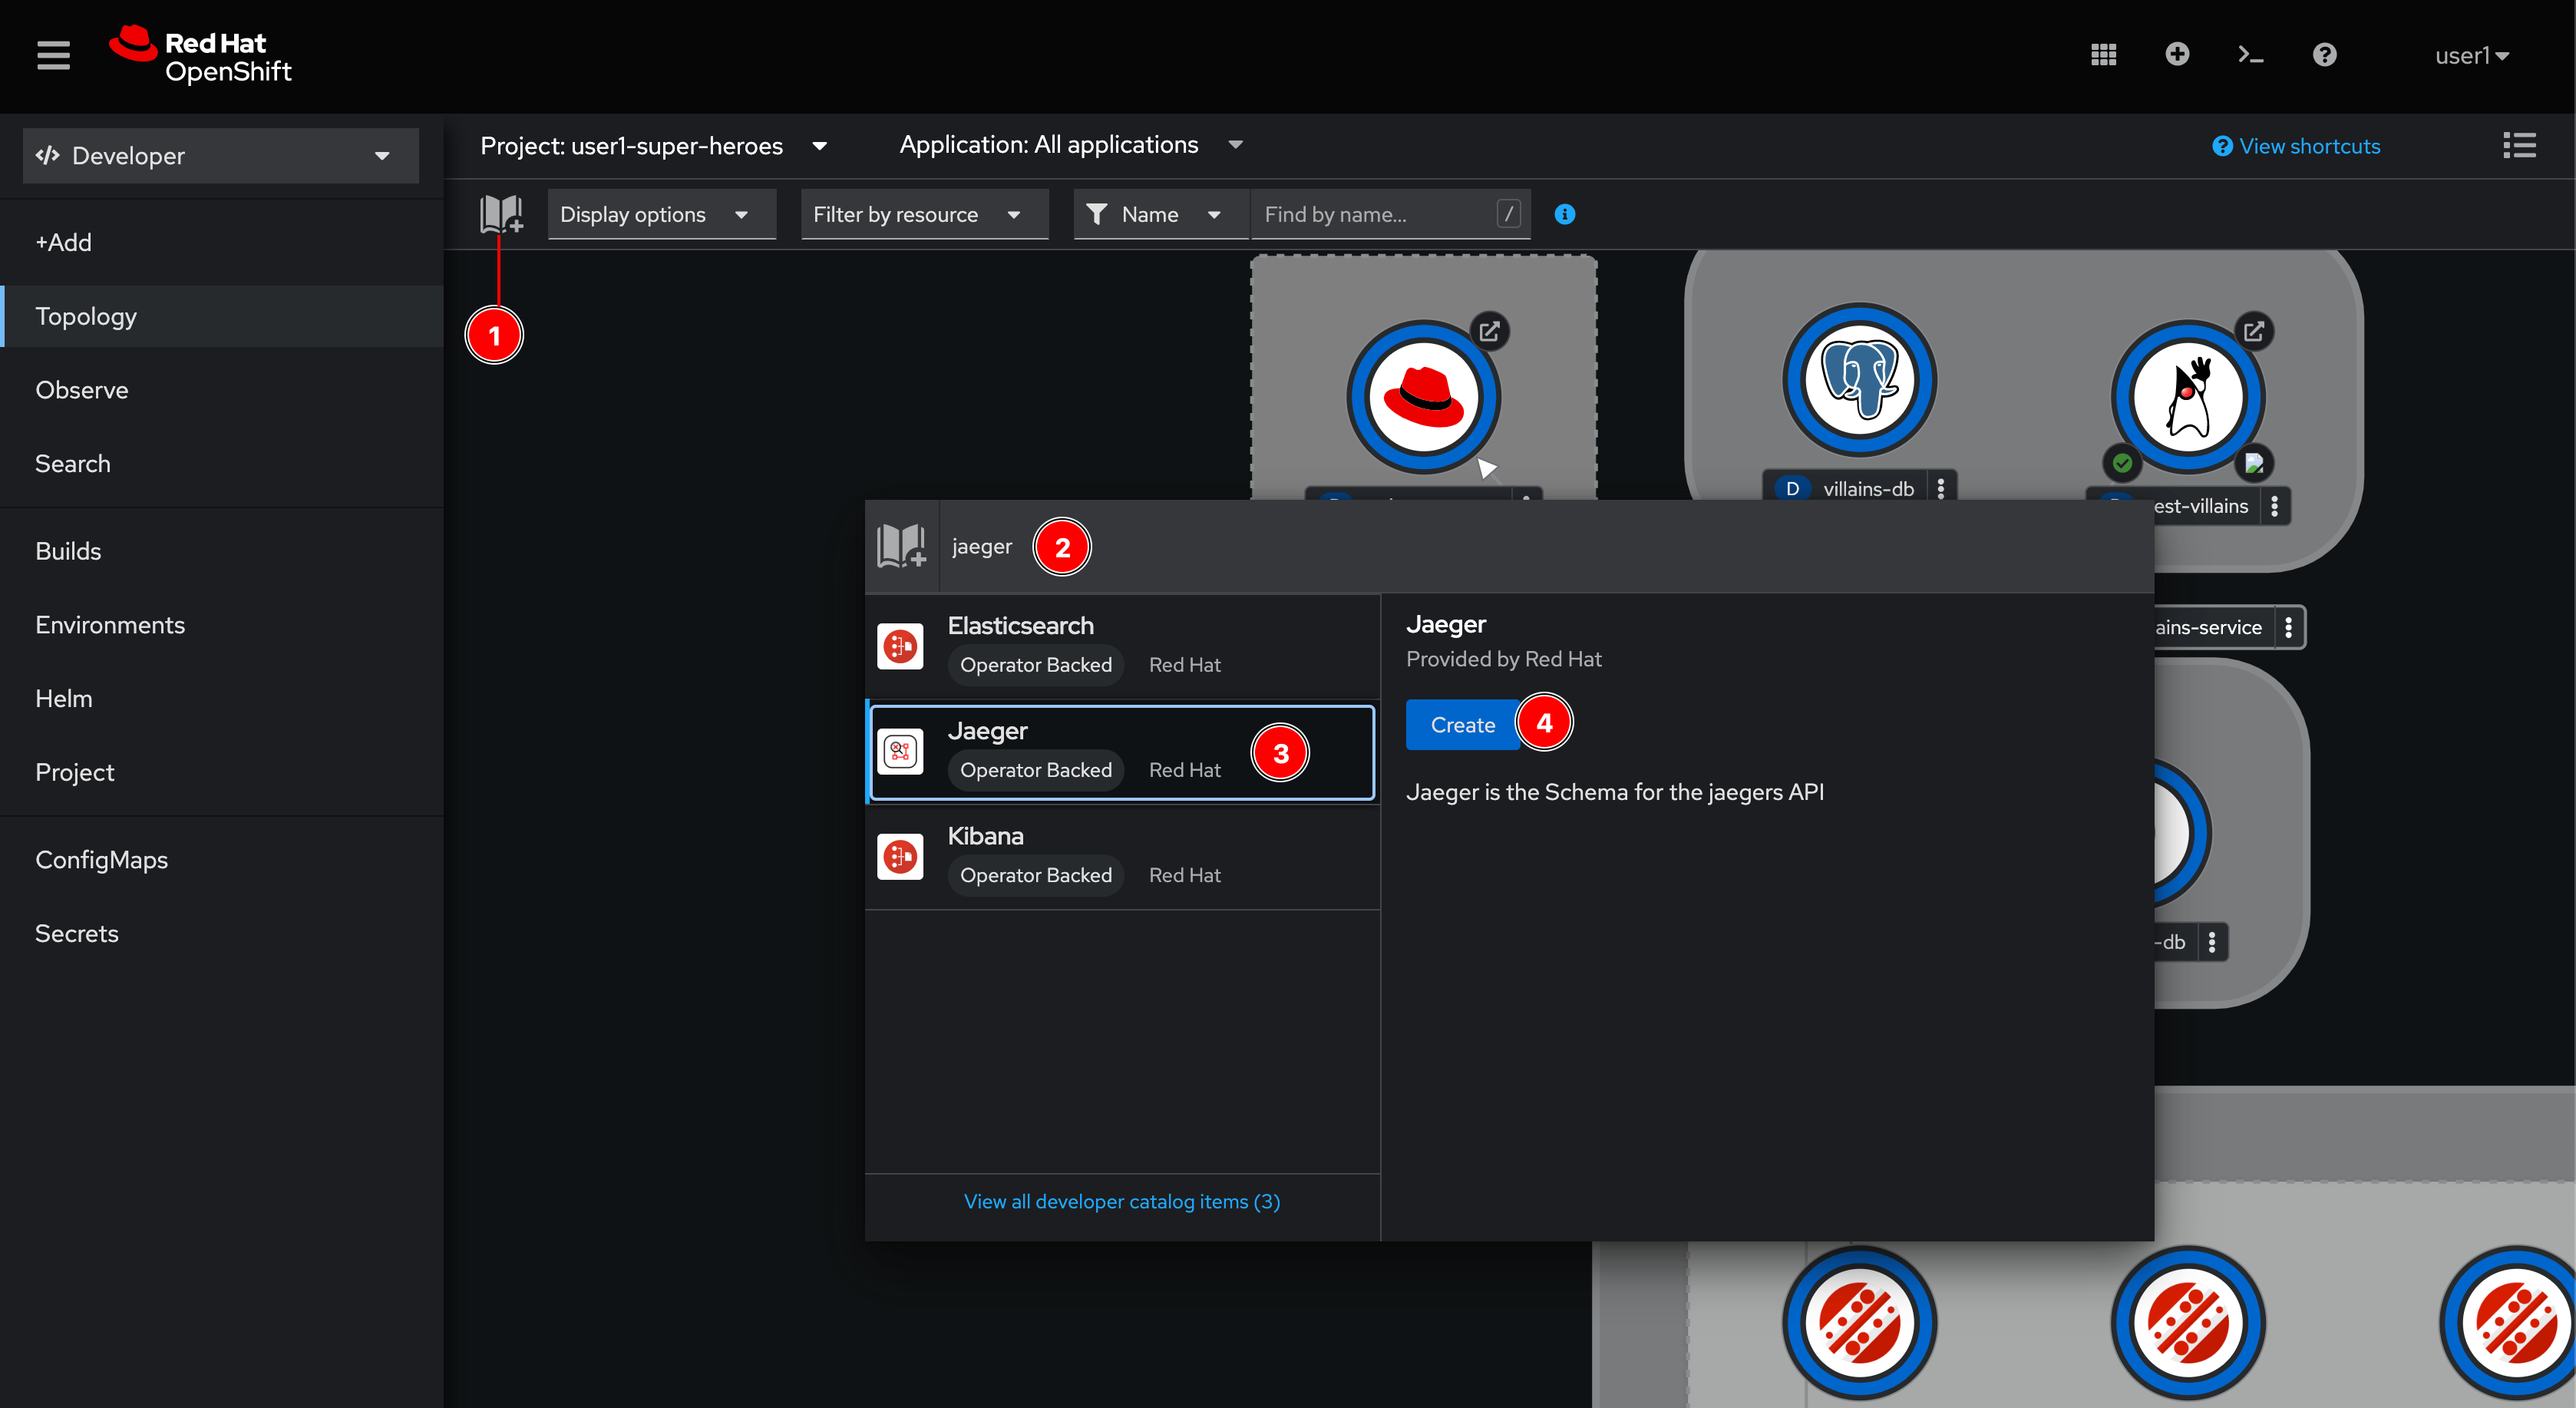 Red Hat
OpenShift
user1
Developer
Project: user1-super-heroes
Application: All applications
View shortcuts
Display options
Filter by resource
Name
Find by name...
/
+Add
Topology
Observe
Search
Builds
Environments
Helm
Project
ConfigMaps
Secrets
1
D villains-db
est-villains
jaeger
2
Elasticsearch
Operator Backed
Red Hat
Jaeger
Operator Backed
Red Hat
3
Kibana
Operator Backed
Red Hat
View all developer catalog items (3)
Jaeger
Provided by Red Hat
Create
4
Jaeger is the Schema for the jaegers API
ains-service
-db